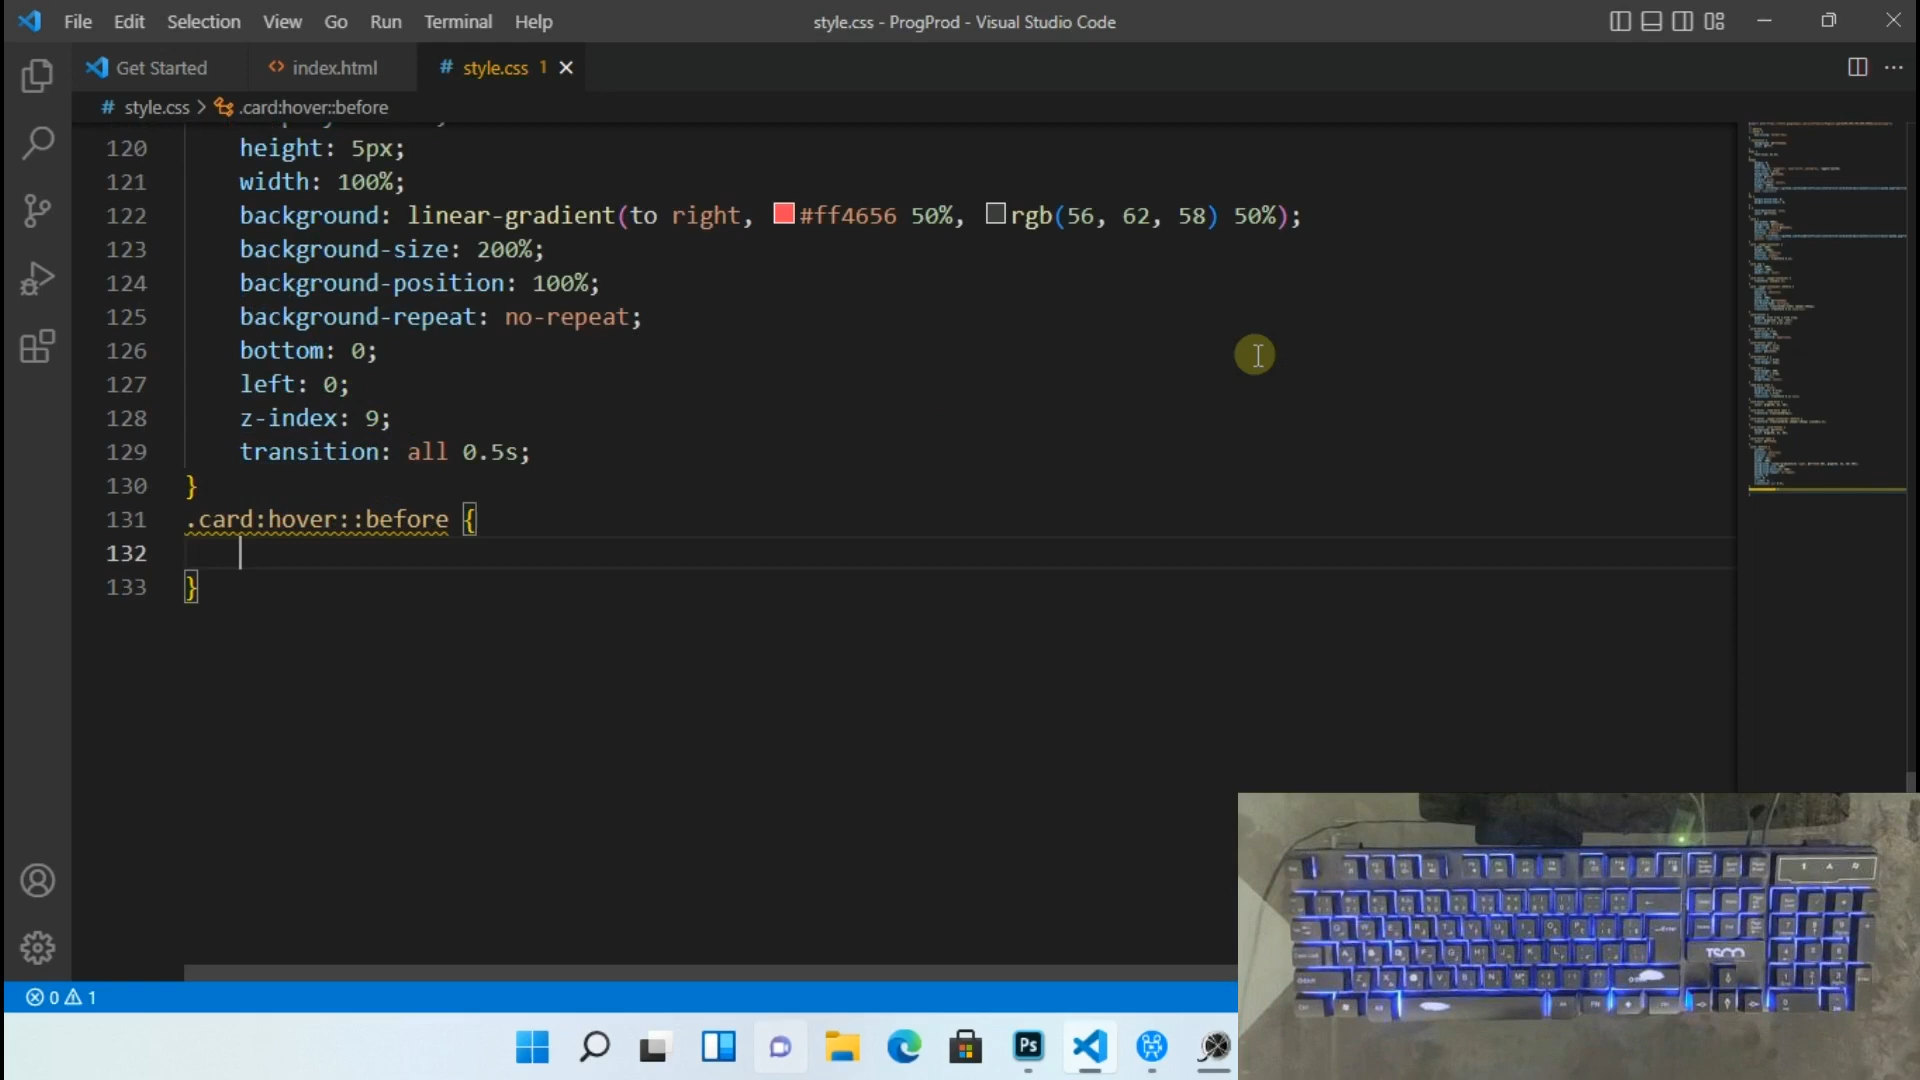 File Edit Selection View Go Run Terminal Help
style.css - ProgProd - Visual Studio Code
Get Started
index.html
# style.css 1
# style.css > .card:hover::before
120 height: 5px;
121 width: 100%;
122 background: linear-gradient(to right, #ff4656 50%, rgb(56, 62, 58) 50%);
123 background-size: 200%;
124 background-position: 100%;
125 background-repeat: no-repeat;
126 bottom: 0;
127 left: 0;
128 z-index: 9;
129 transition: all 0.5s;
130 }
131 .card:hover::before {
132
133 }
0 1
Ps
TSCO